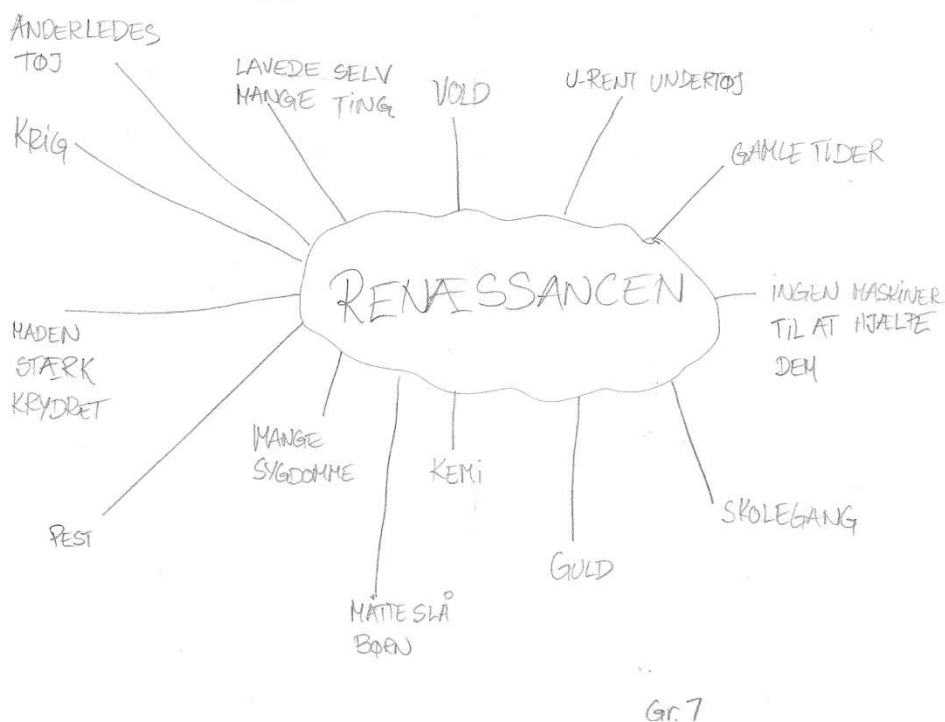 ANDERLEDES
TØJ
LAVEDE SELV
MANGE TING
VOLD
U-RENT UNDERTØJ
KRIG
GAMLE TIDER
RENÆSSANCEN
INGEN MASKINER
TIL AT HJÆLPE
DEM
MADEN
STÆRK
KRYDRET
MANGE
SYGDOMME
KEMI
SKOLEGANG
PEST
GULD
MÅTTE SLÅ
BØRN
Gr. 7